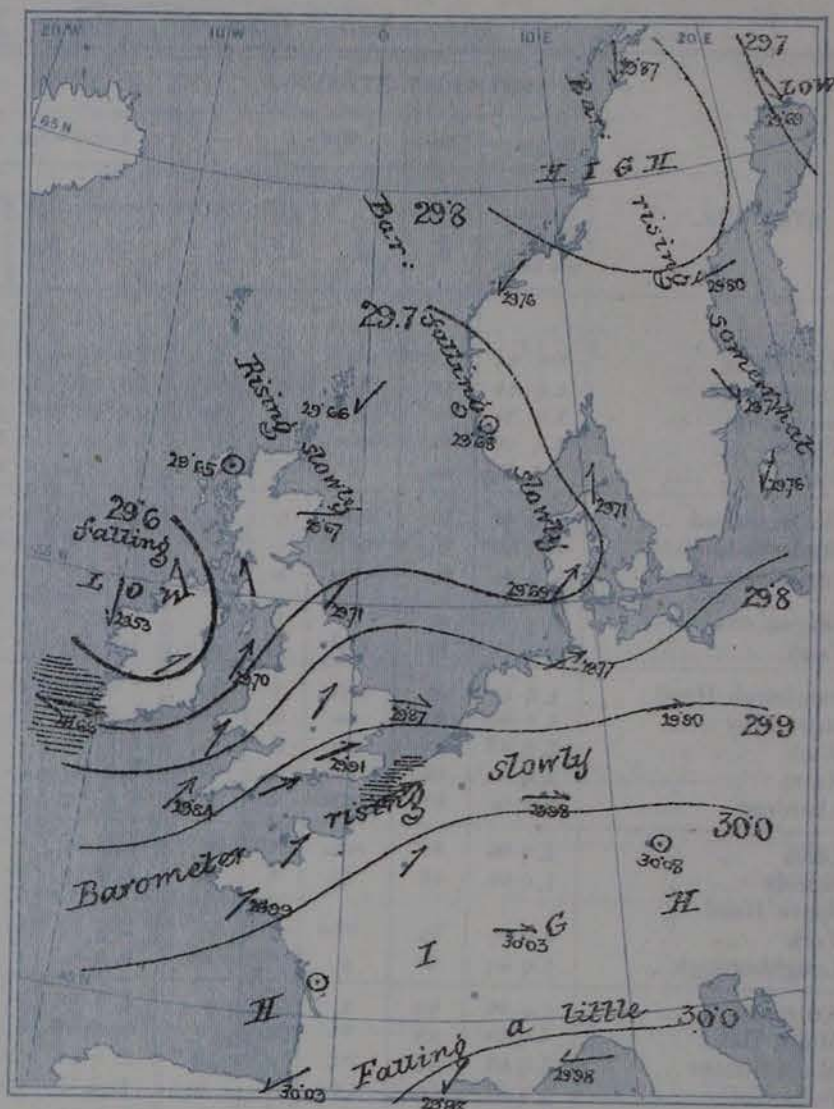 20 W
10 W
0
10 E
20 E
29.7
LOW
29.69
29.87
Bar:
65 N
HIGH
29.8
Bar:
rising
29.76
29.80
29.7
falling
somewhat
Rising slowly
29.66
29.68
29.65
slowly
29.76
29.71
29.6
falling
55 N
LOW
29.53
29.71
29.69
29.8
29.70
29.77
29.87
29.90
29.9
29.91
slowly
29.84
rising
29.98
30.0
Barometer
30.08
29.99
H
I
G
H
30.03
Falling a little
30.0
30.03
29.98